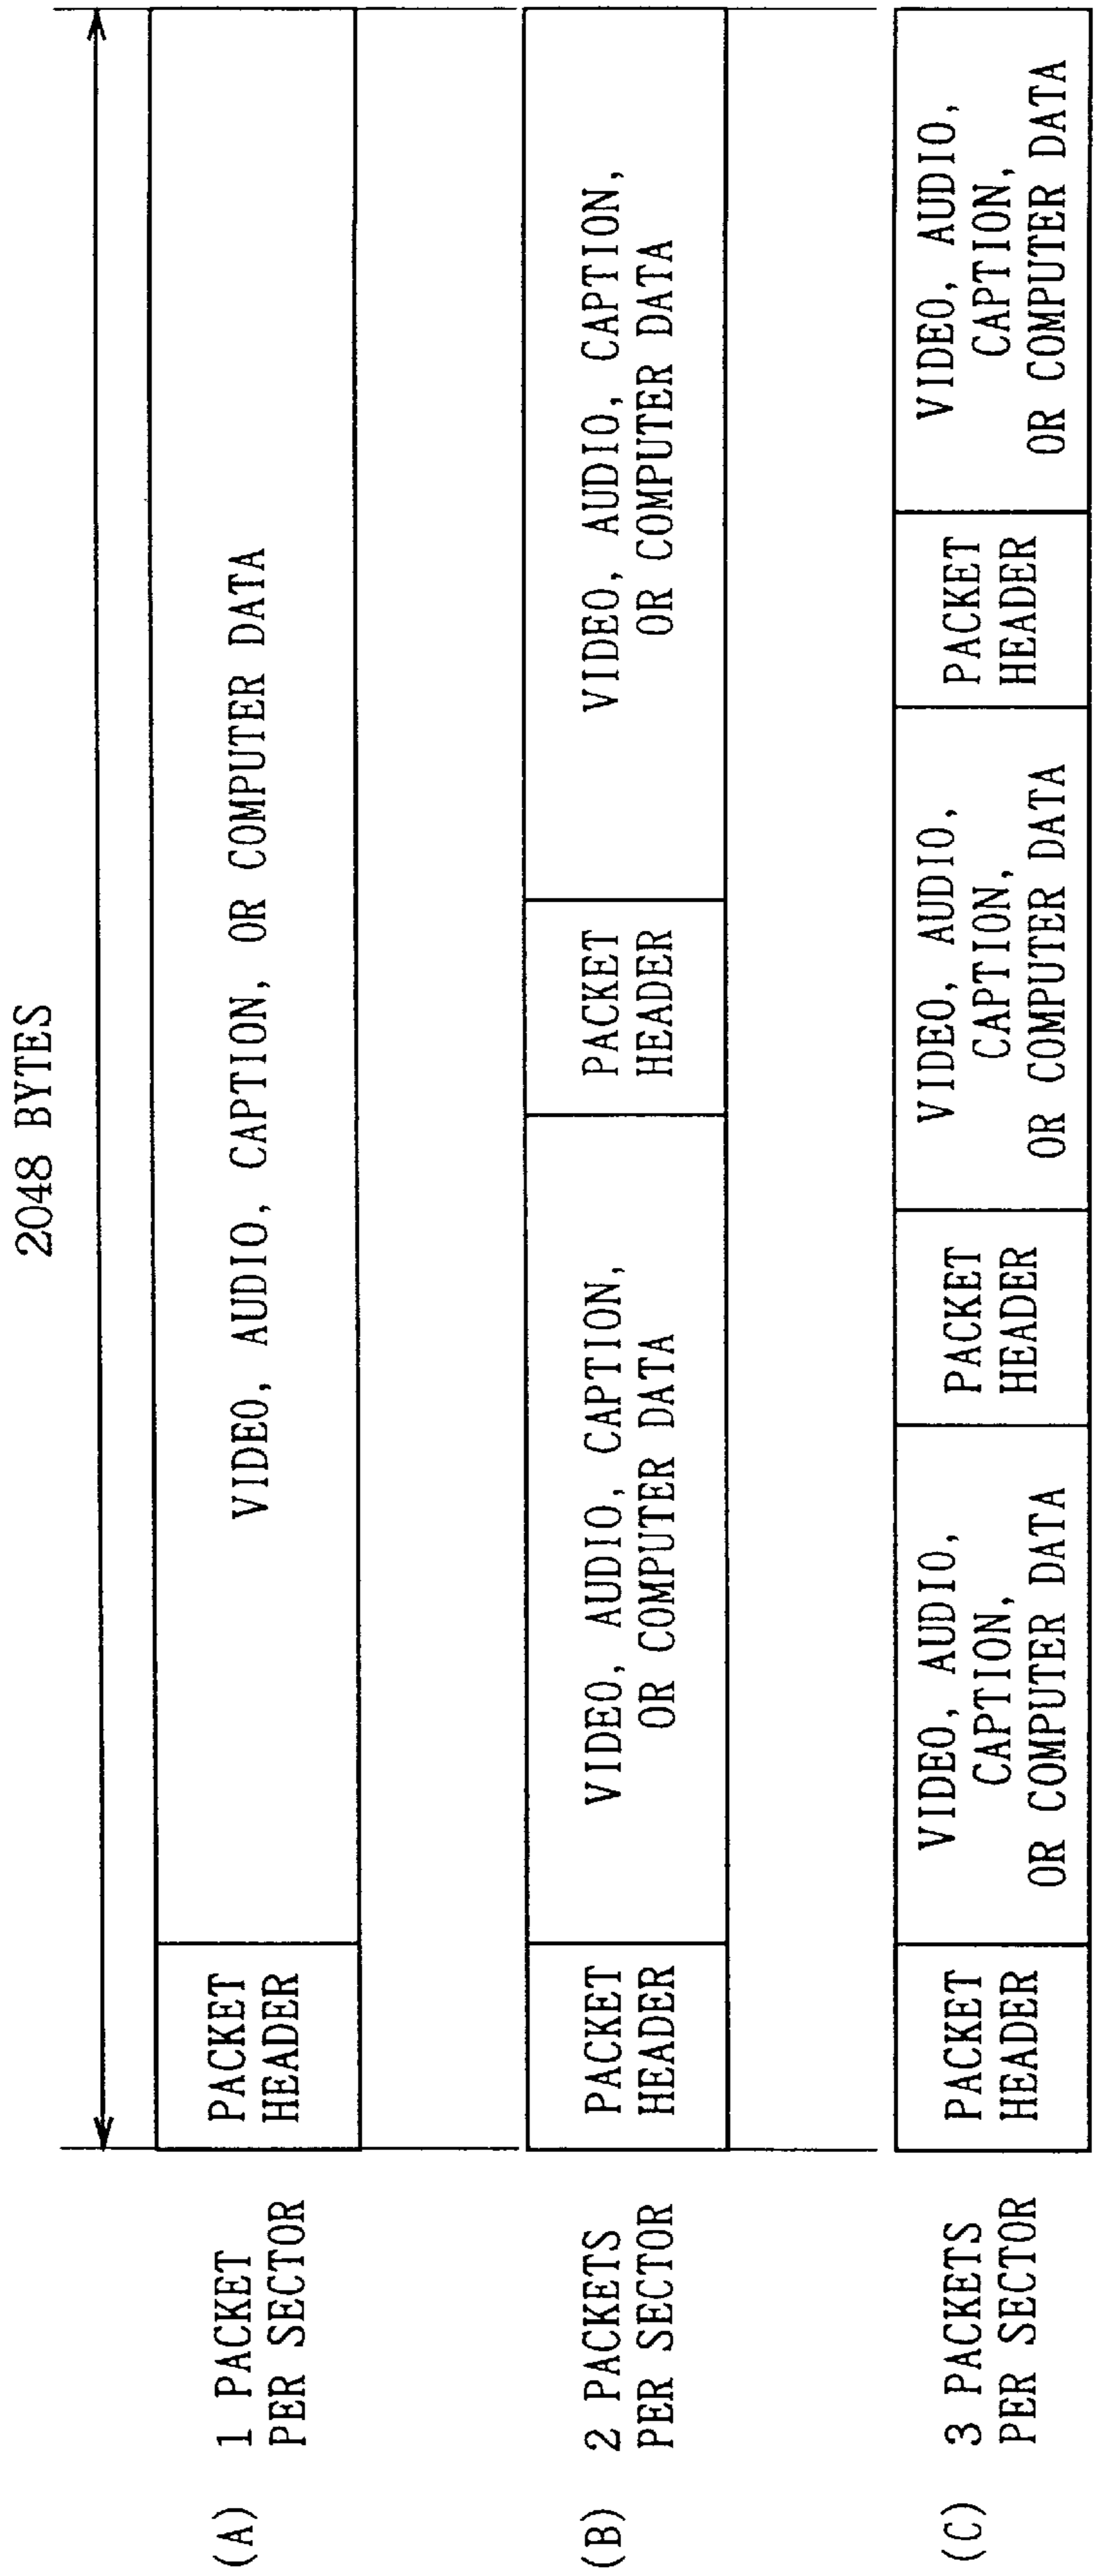 2048 BYTES
(A) 1 PACKET
PER SECTOR
PACKET
HEADER
VIDEO, AUDIO, CAPTION, OR COMPUTER DATA
(B) 2 PACKETS
PER SECTOR
PACKET
HEADER
VIDEO, AUDIO, CAPTION,
OR COMPUTER DATA
PACKET
HEADER
VIDEO, AUDIO, CAPTION,
OR COMPUTER DATA
(C) 3 PACKETS
PER SECTOR
PACKET
HEADER
VIDEO, AUDIO,
CAPTION,
OR COMPUTER DATA
PACKET
HEADER
VIDEO, AUDIO,
CAPTION,
OR COMPUTER DATA
PACKET
HEADER
VIDEO, AUDIO,
CAPTION,
OR COMPUTER DATA